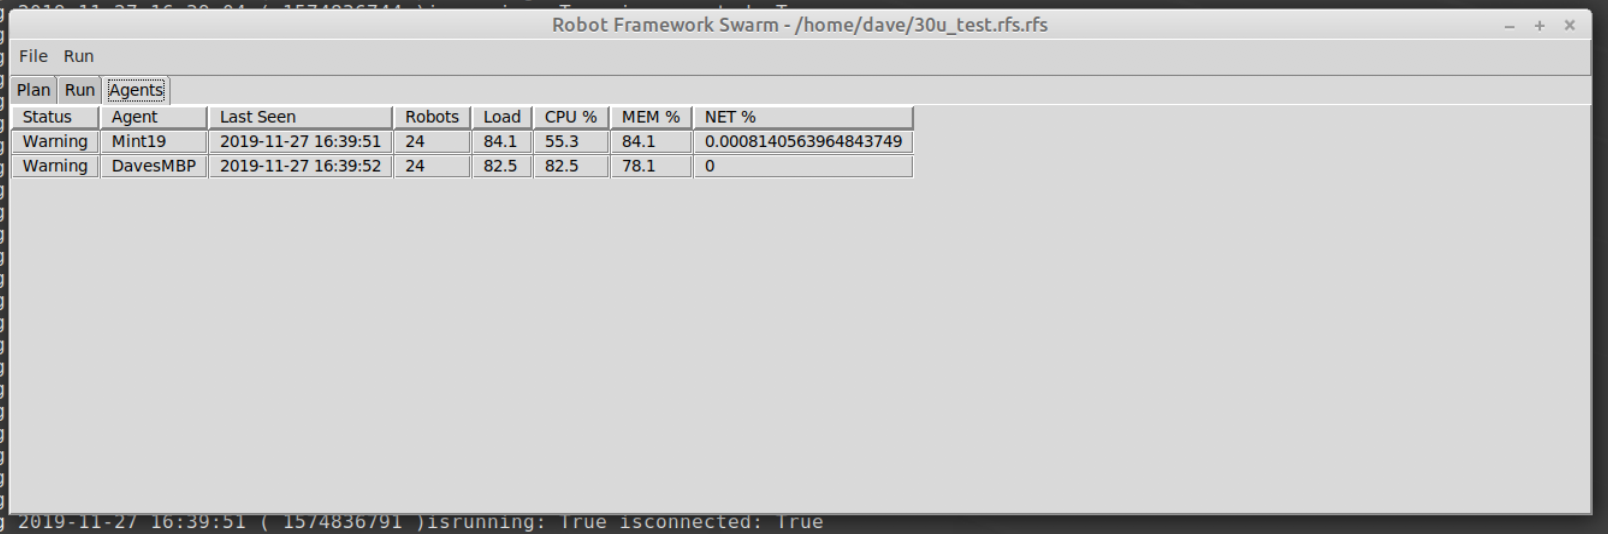 Robot Framework Swarm - /home/dave/30u_test.rfs.rfs
File Run
Plan Run Agents
Status Agent Last Seen Robots Load CPU % MEM % NET %
Warning Mint19 2019-11-27 16:39:51 24 84.1 55.3 84.1 0.0008140563964843749
Warning DavesMBP 2019-11-27 16:39:52 24 82.5 82.5 78.1 0
2019-11-27 16:39:51 ( 1574836791 )isrunning: True isconnected: True